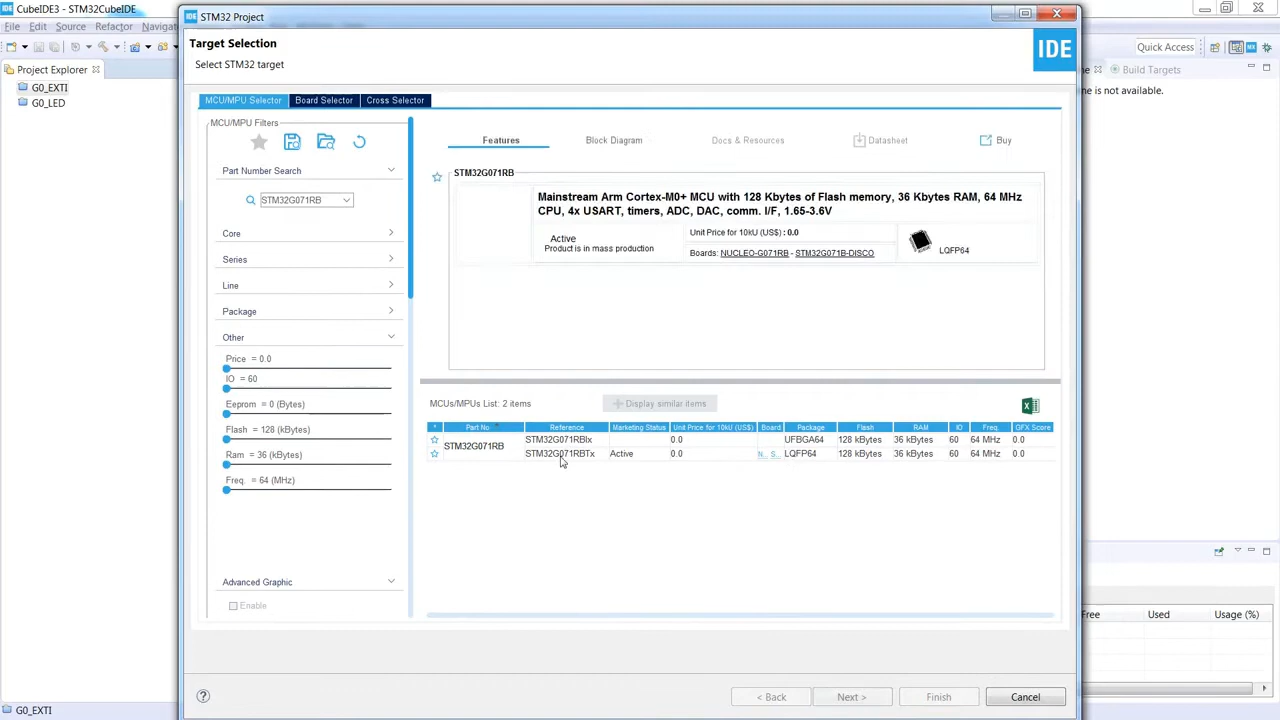 CubeIDE3 - STM32CubeIDE
File Edit Source Refactor Navigate
Quick Access
Project Explorer
G0_EXTI
G0_LED
Build Targets
ne is not available.
IDE STM32 Project
Target Selection
Select STM32 target
IDE
MCU/MPU Selector Board Selector Cross Selector
MCU/MPU Filters
Part Number Search
STM32G071RB
Core
Series
Line
Package
Other
Price = 0.0
IO = 60
Eeprom = 0 (Bytes)
Flash = 128 (kBytes)
Ram = 36 (kBytes)
Freq. = 64 (MHz)
Advanced Graphic
Enable
Features Block Diagram Docs & Resources Datasheet Buy
STM32G071RB
Mainstream Arm Cortex-M0+ MCU with 128 Kbytes of Flash memory, 36 Kbytes RAM, 64 MHz
CPU, 4x USART, timers, ADC, DAC, comm. I/F, 1.65-3.6V
Active
Product is in mass production
Unit Price for 10kU (US$) : 0.0
Boards: NUCLEO-G071RB - STM32G071B-DISCO
LQFP64
MCUs/MPUs List: 2 items
Display similar items
* Part No Reference Marketing Status Unit Price for 10kU (US$) Board Package Flash RAM IO Freq. GFX Score
STM32G071RB
STM32G071RBIx 0.0 UFBGA64 128 kBytes 36 kBytes 60 64 MHz 0.0
STM32G071RBTx Active 0.0 N... S... LQFP64 128 kBytes 36 kBytes 60 64 MHz 0.0
Free Used Usage (%)
? < Back Next > Finish Cancel
G0_EXTI